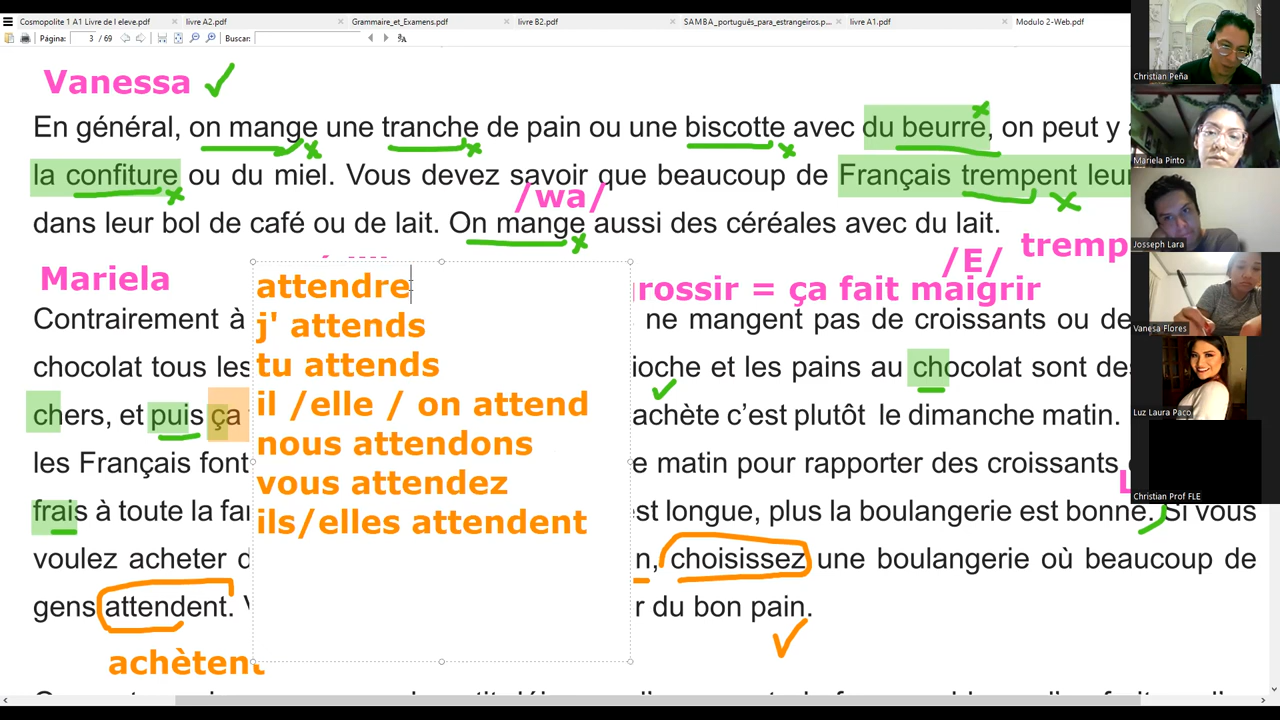 Cosmopolite 1 A1 Livre de l eleve.pdf
livre A2.pdf
Grammaire_et_Examens.pdf
livre B2.pdf
SAMBA_português_para_estrangeiros.p...
livre A1.pdf
Modulo 2-Web.pdf
Página: 3 / 69
Buscar:
Vanessa
En général, on mange une tranche de pain ou une biscotte avec du beurre, on peut y
la confiture ou du miel. Vous devez savoir que beaucoup de Français trempent leur
/wa/
dans leur bol de café ou de lait. On mange aussi des céréales avec du lait.
/E/ tremp
Mariela
rossir = ça fait maigrir
Contrairement à
ne mangent pas de croissants ou de
chocolat tous les
ioche et les pains au chocolat sont des
chers, et puis ça
achète c’est plutôt le dimanche matin.
les Français font
e matin pour rapporter des croissants
frais à toute la fa
st longue, plus la boulangerie est bonne. Si vous
voulez acheter d
n, choisissez une boulangerie où beaucoup de
gens attendent. V
r du bon pain.
achètent
attendre
j' attends
tu attends
il /elle / on attend
nous attendons
vous attendez
ils/elles attendent
Christian Peña
Mariela Pinto
Josseph Lara
Vanesa Flores
Luz Laura Paco
Christian Prof FLE